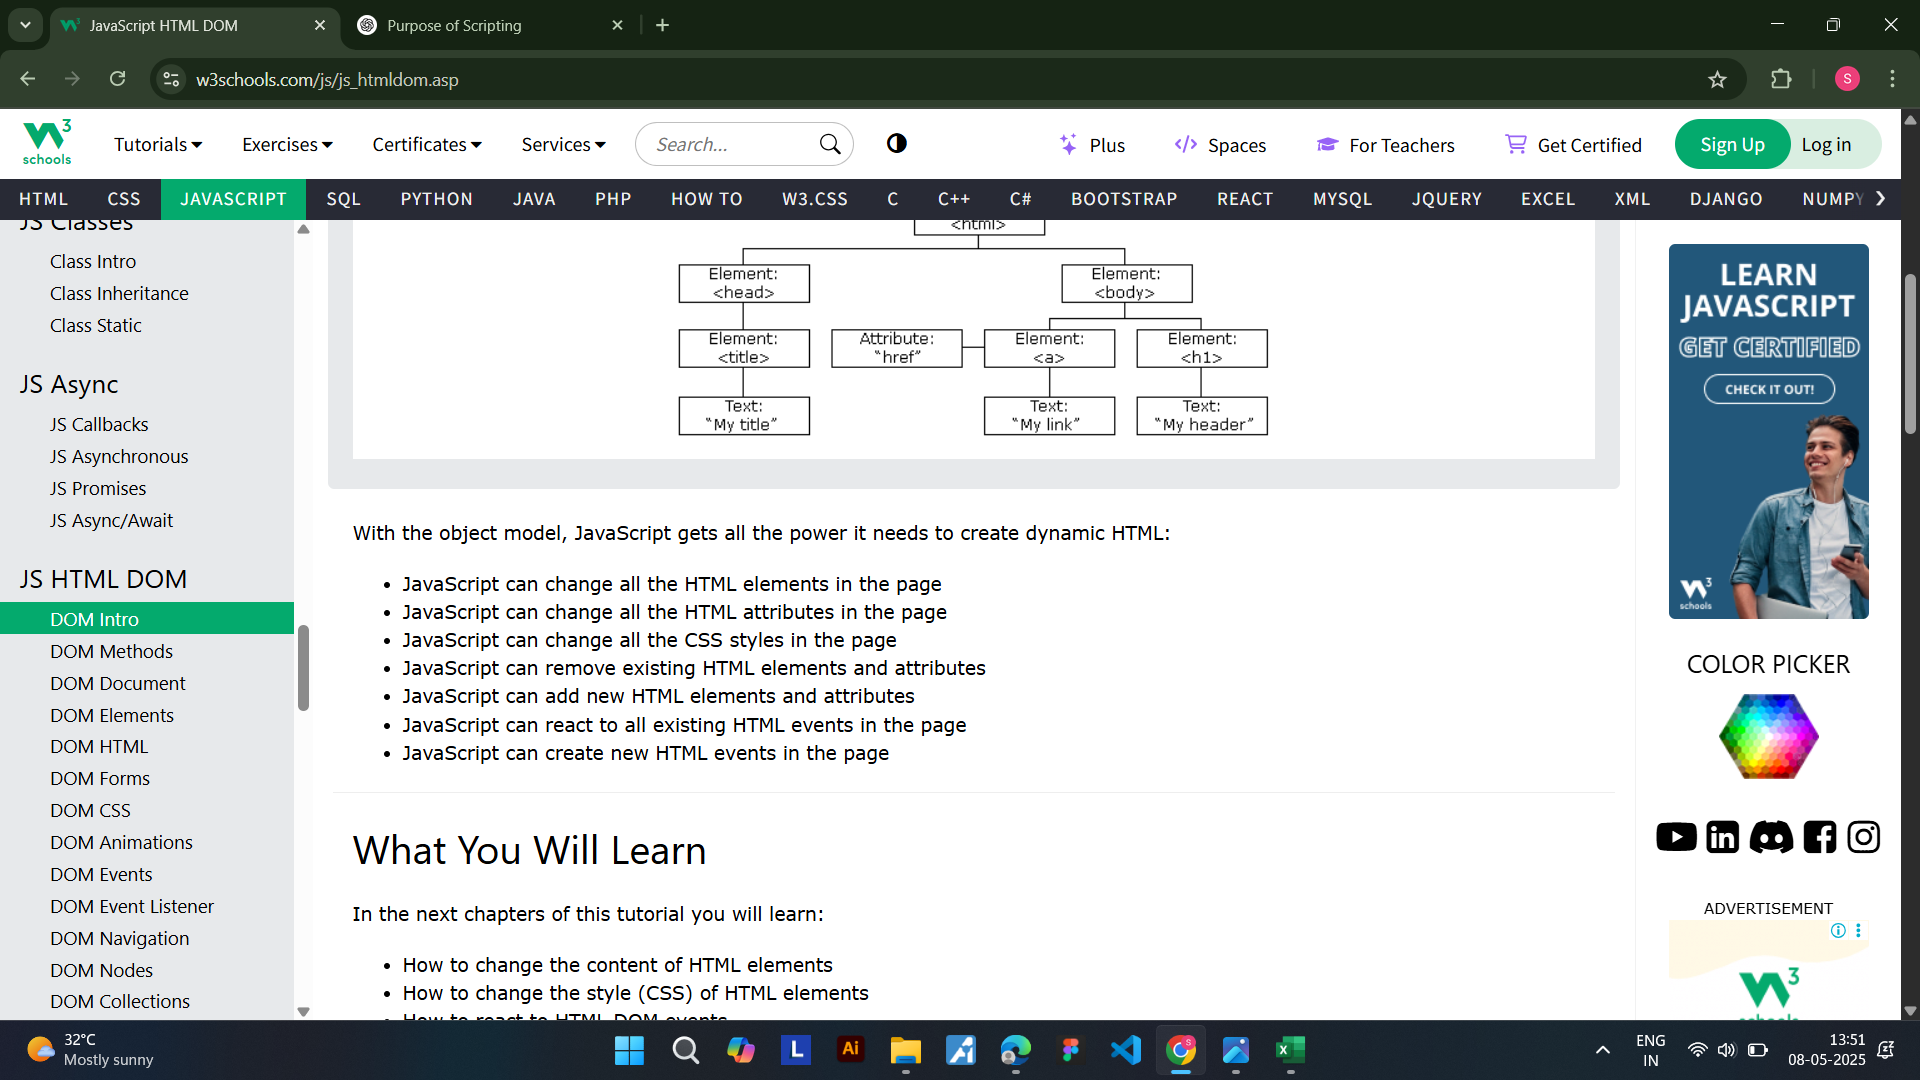 JavaScript HTML DOM
Purpose of Scripting
w3schools.com/js/js_htmldom.asp
S
W3 schools
Tutorials
Exercises
Certificates
Services
Search...
Plus
Spaces
For Teachers
Get Certified
Sign Up
Log in
HTML CSS JAVASCRIPT SQL PYTHON JAVA PHP HOW TO W3.CSS C C++ C# BOOTSTRAP REACT MYSQL JQUERY EXCEL XML DJANGO NUMPY
JS Classes
Class Intro
Class Inheritance
Class Static
JS Async
JS Callbacks
JS Asynchronous
JS Promises
JS Async/Await
JS HTML DOM
DOM Intro
DOM Methods
DOM Document
DOM Elements
DOM HTML
DOM Forms
DOM CSS
DOM Animations
DOM Events
DOM Event Listener
DOM Navigation
DOM Nodes
DOM Collections
<html>
Element:
<head>
Element:
<body>
Element:
<title>
Attribute:
"href"
Element:
<a>
Element:
<h1>
Text:
"My title"
Text:
"My link"
Text:
"My header"
With the object model, JavaScript gets all the power it needs to create dynamic HTML:
• JavaScript can change all the HTML elements in the page
• JavaScript can change all the HTML attributes in the page
• JavaScript can change all the CSS styles in the page
• JavaScript can remove existing HTML elements and attributes
• JavaScript can add new HTML elements and attributes
• JavaScript can react to all existing HTML events in the page
• JavaScript can create new HTML events in the page
What You Will Learn
In the next chapters of this tutorial you will learn:
• How to change the content of HTML elements
• How to change the style (CSS) of HTML elements
• How to react to HTML DOM events
LEARN
JAVASCRIPT
GET CERTIFIED
CHECK IT OUT!
W3
schools
COLOR PICKER
ADVERTISEMENT
W3
schools
32°C
Mostly sunny
L
Ai
ENG
IN
13:51
08-05-2025